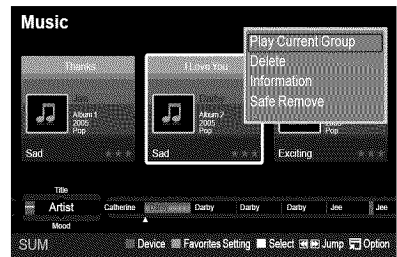 Music
Play Current Group
Delete
Information
Safe Remove
Thanks
I Love You
Jee
Album 1
2005
Pop
Sad
Album 2
2005
Pop
Sad
2005
Pop
Exciting
Title
Artist
Mood
Catherine
Darby
Darby
Jee
Jee
SUM
Device
Favorites Setting
Select
Jump
Option